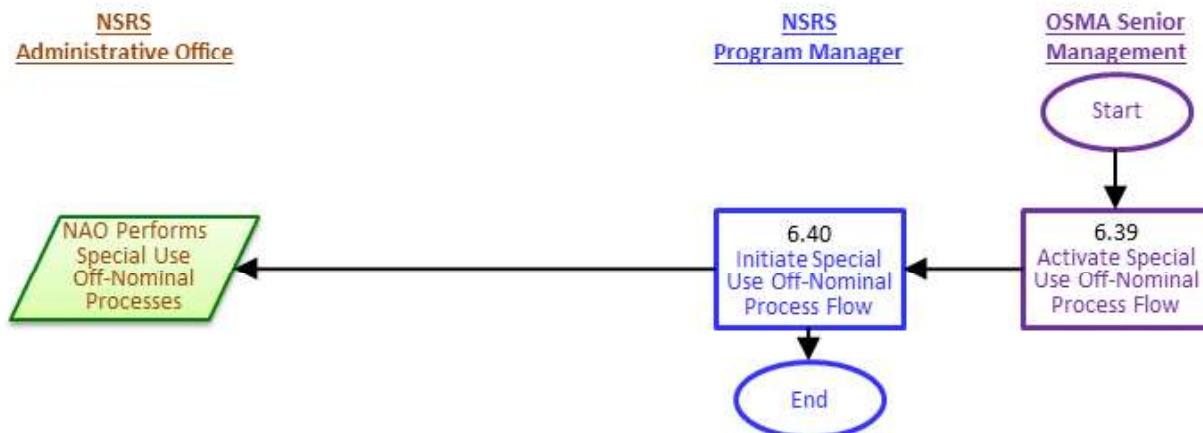 NSRS
Administrative Office
NSRS
Program Manager
OSMA Senior
Management
Start
NAO Performs
Special Use
Off-Nominal
Processes
6.40
Initiate Special
Use Off-Nominal
Process Flow
6.39
Activate Special
Use Off-Nominal
Process Flow
End